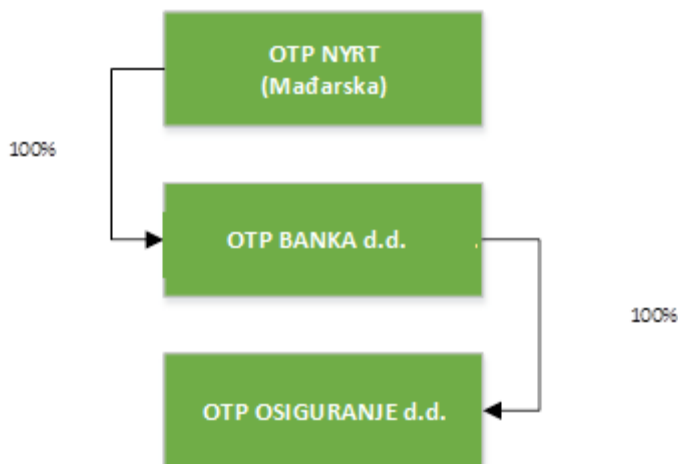 OTP NYRT
(Mađarska)
100%
OTP BANKA d.d.
100%
OTP OSIGURANJE d.d.